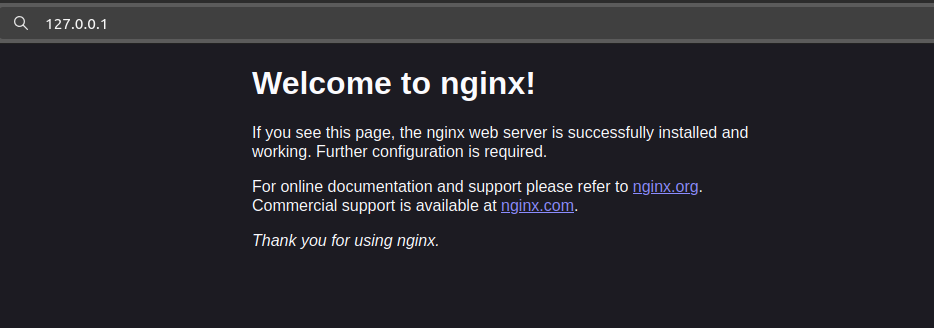 127.0.0.1
Welcome to nginx!
If you see this page, the nginx web server is successfully installed and
working. Further configuration is required.
For online documentation and support please refer to nginx.org.
Commercial support is available at nginx.com.
Thank you for using nginx.